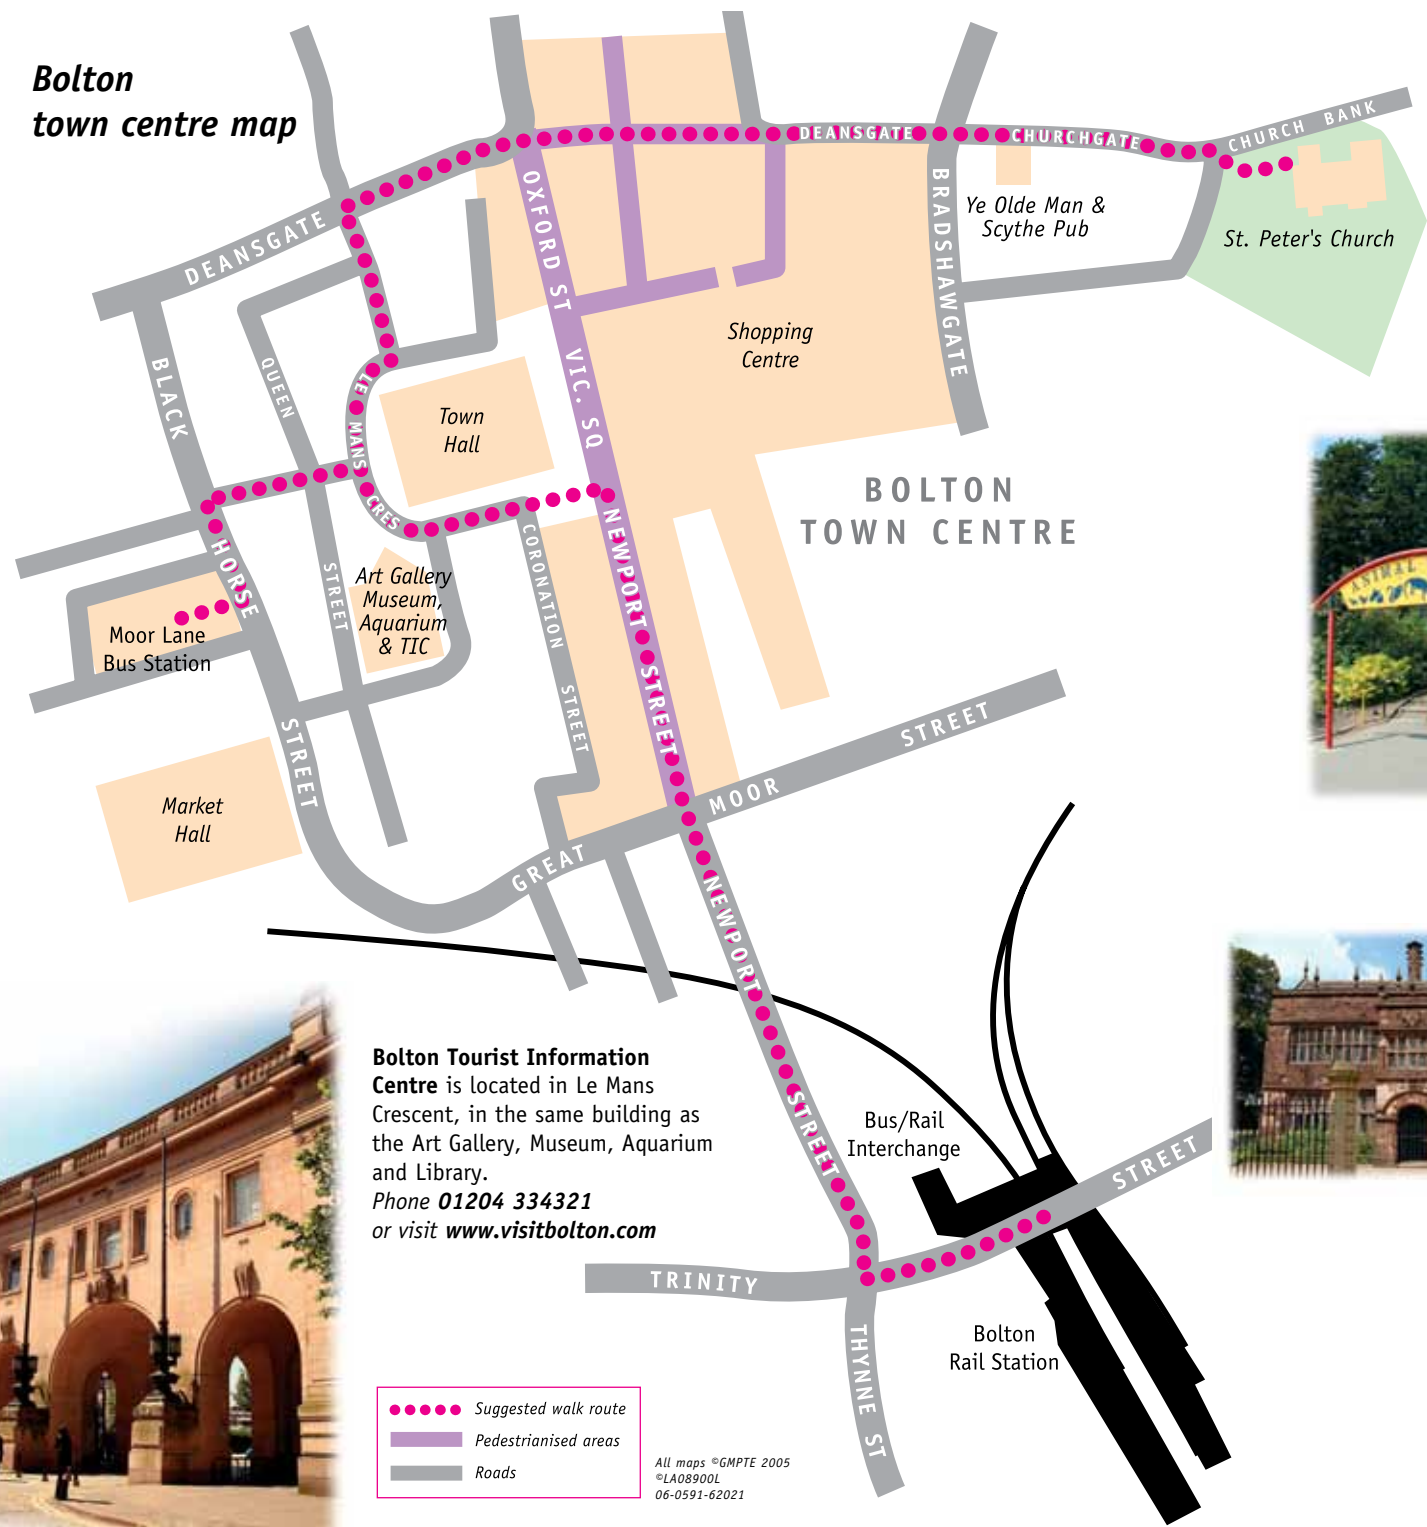 Bolton
town centre map
DEANSGATE
CHURCHGATE
CHURCH BANK
DEANSGATE
OXFORD ST
BRADSHAWGATE
Ye Olde Man &
Scythe Pub
St. Peter's Church
BLACK
QUEEN
LE
MANS
CRES
VIC. SQ
Shopping
Centre
Town
Hall
BOLTON
TOWN CENTRE
HORSE
STREET
Art Gallery
Museum,
Aquarium
& TIC
CORONATION
STREET
NEWPORT
STREET
Moor Lane
Bus Station
STREET
Market
Hall
GREAT
MOOR
STREET
NEWPORT
STREET
Bolton Tourist Information
Centre is located in Le Mans
Crescent, in the same building as
the Art Gallery, Museum, Aquarium
and Library.
Phone 01204 334321
or visit www.visitbolton.com
Bus/Rail
Interchange
TRINITY
STREET
THYNNE ST
Bolton
Rail Station
Suggested walk route
Pedestrianised areas
Roads
All maps ©GMPTE 2005
©LA08900L
06-0591-62021